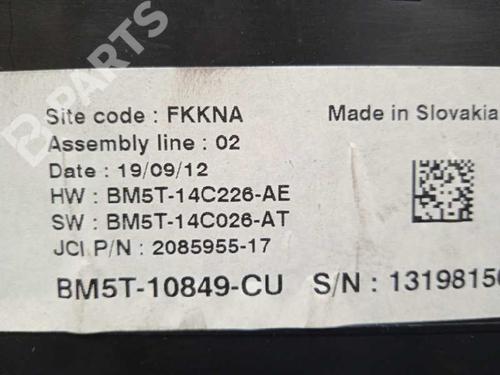 B-PARTS
Site code : FKKNA Made in Slovakia
Assembly line : 02
Date : 19/09/12
HW : BM5T-14C226-AE
SW : BM5T-14C026-AT
JCI P/N : 2085955-17
BM5T-10849-CU S/N : 1319815